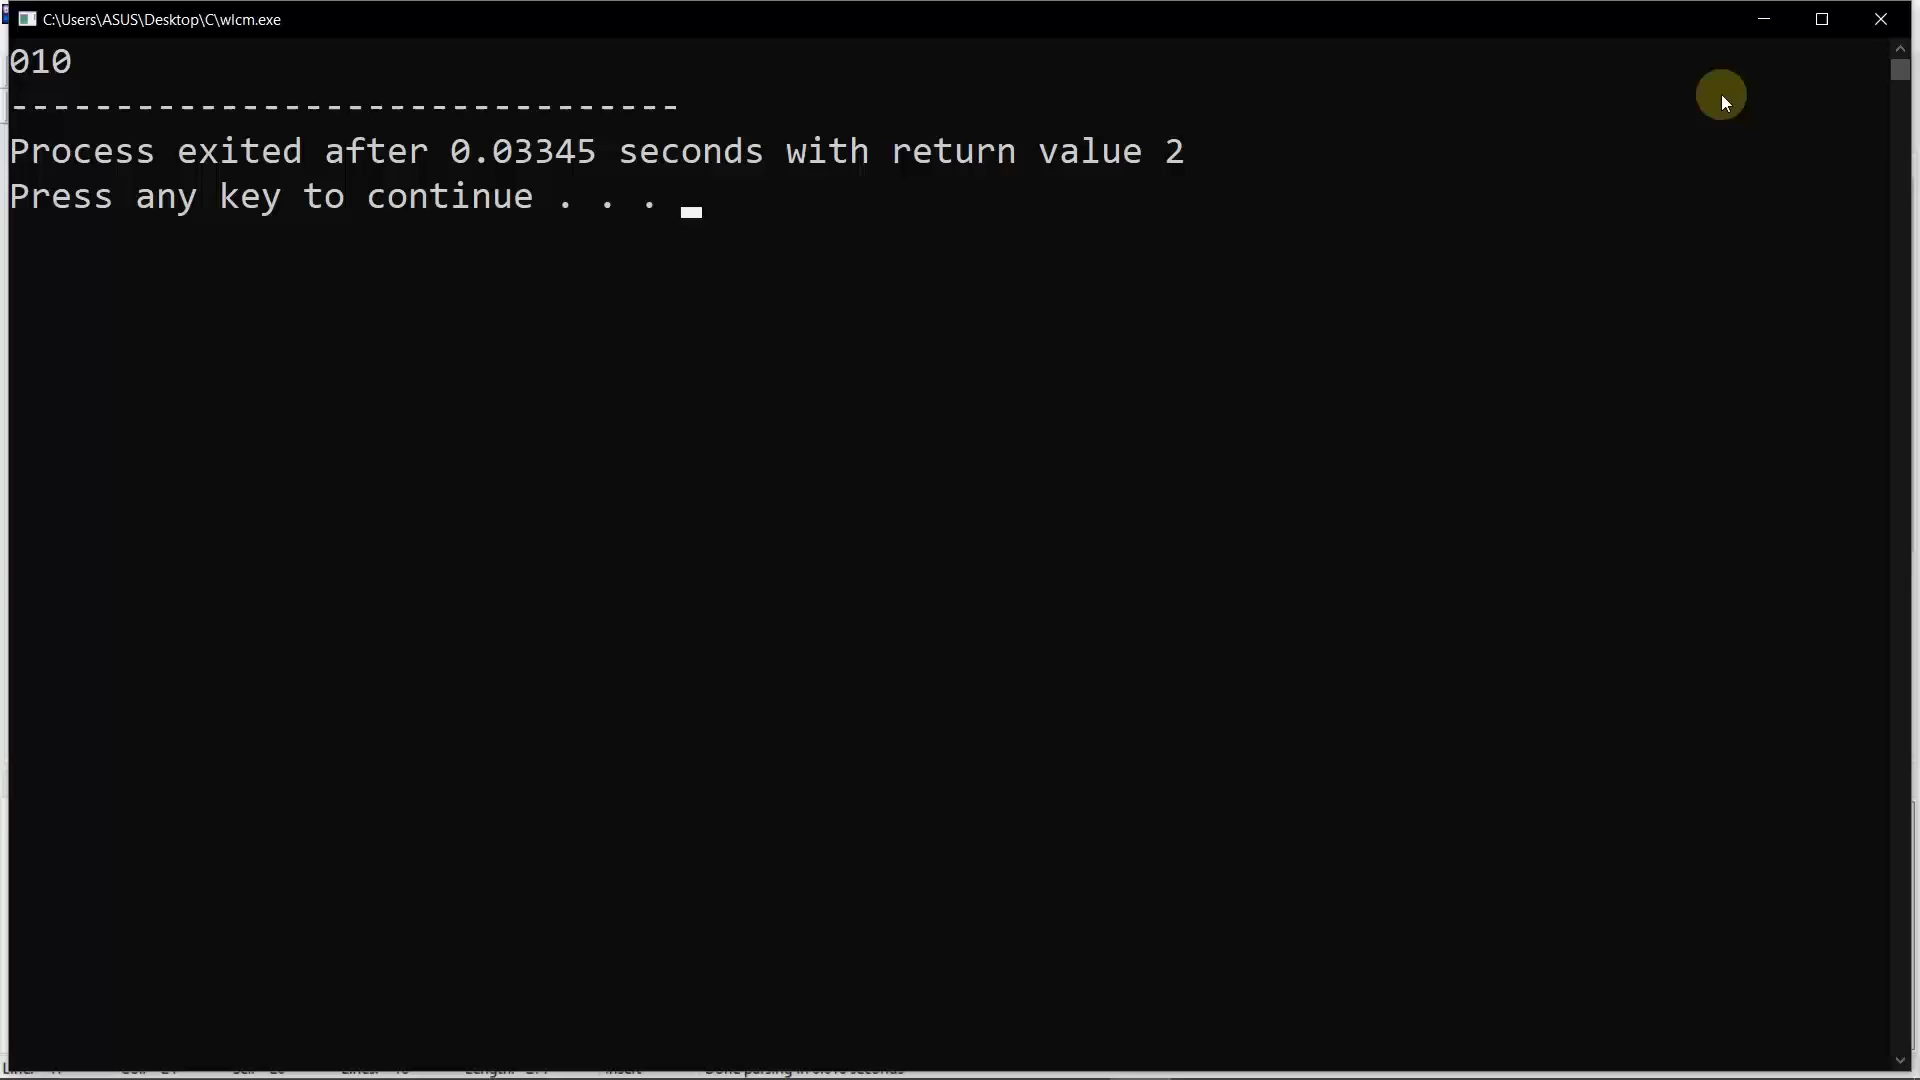 C:\Users\ASUS\Desktop\C\wlcm.exe
010
--------------------------------
Process exited after 0.03345 seconds with return value 2
Press any key to continue . . .